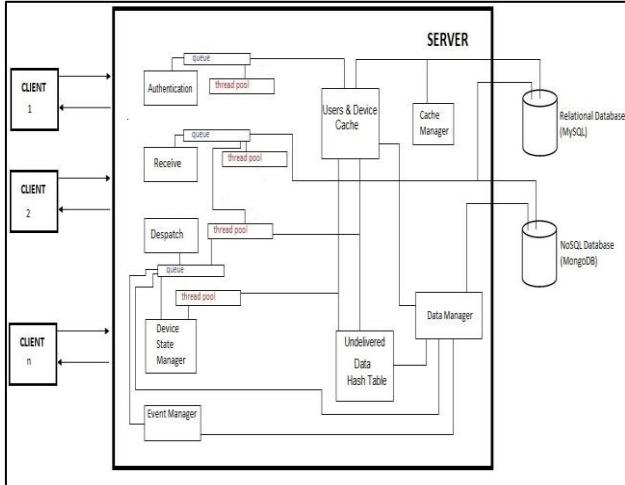 SERVER
queue
thread pool
Authentication
CLIENT
1
queue
thread pool
Receive
Users & Device
Cache
Cache
Manager
Relational Database
(MySQL)
CLIENT
2
Despatch
thread pool
queue
thread pool
NoSQL Database
(MongoDB)
CLIENT
n
Device
State
Manager
Undelivered
Data
Hash Table
Data Manager
Event Manager